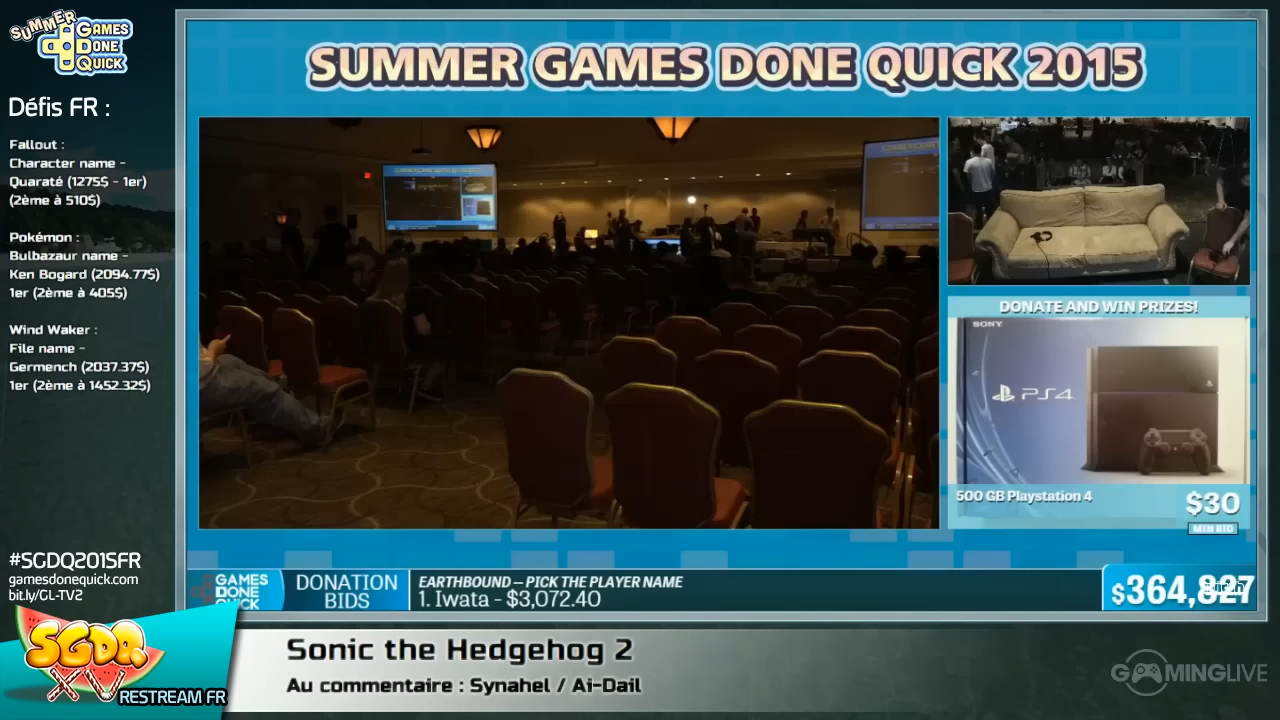 SUMMER
GAMES
DONE
QUICK
Défis FR :
Fallout :
Character name -
Quaraté (1275$ - 1er)
(2ème à 510$)
Pokémon :
Bulbazaur name -
Ken Bogard (2094.77$)
1er (2ème à 405$)
Wind Waker :
File name -
Germench (2037.37$)
1er (2ème à 1452.32$)
#SGDQ2015FR
gamesdonequick.com
bit.ly/GL-TV2
SGDQ
XV
RESTREAM FR
SUMMER GAMES DONE QUICK 2015
DONATE AND WIN PRIZES!
SONY
PS4
500 GB Playstation 4
$30
MIN BID
GAMES
DONE
QUICK
DONATION
BIDS
EARTHBOUND -- PICK THE PLAYER NAME
1. Iwata - $3,072.40
$364,827
Sonic the Hedgehog 2
Au commentaire : Synahel / Ai-Dail
GAMINGLIVE